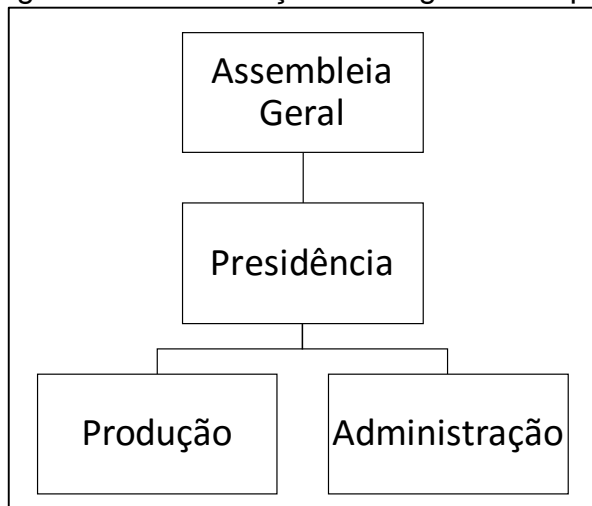 Assembleia
Geral
Presidência
Produção
Administração